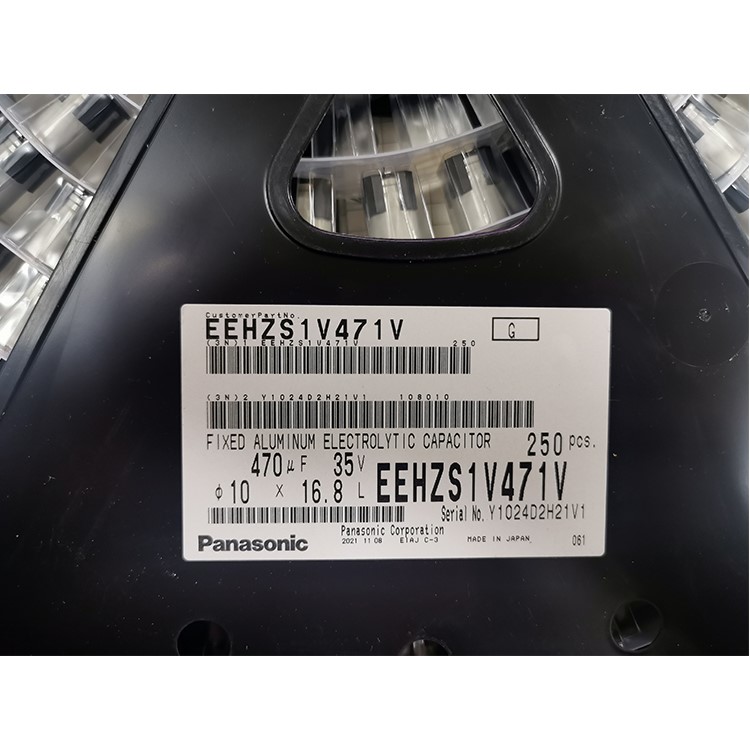 CustomerPartNo.
EEHZS1V471V
G
(3N)1 EEHZS1V471V 250
(3N)2 Y1024D2H21V1 108010
FIXED ALUMINUM ELECTROLYTIC CAPACITOR 250 pcs.
470μF 35V
φ10 × 16.8 L EEHZS1V471V
Serial No. Y1024D2H21V1
Panasonic Corporation
Panasonic 2021 11 08 EIAJ C-3 MADE IN JAPAN 061